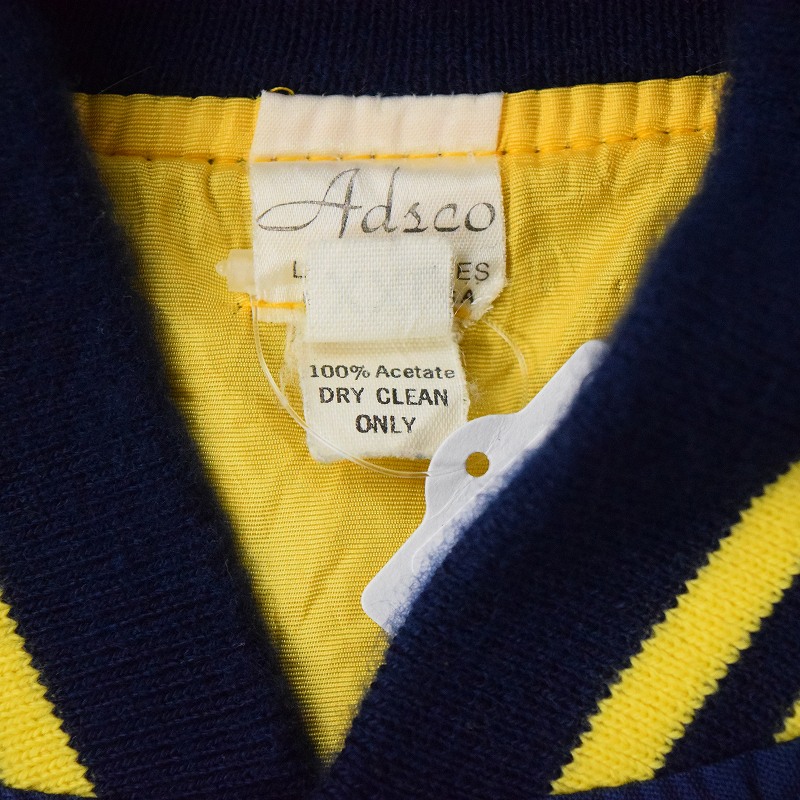 Adsco
100% Acetate
DRY CLEAN
ONLY